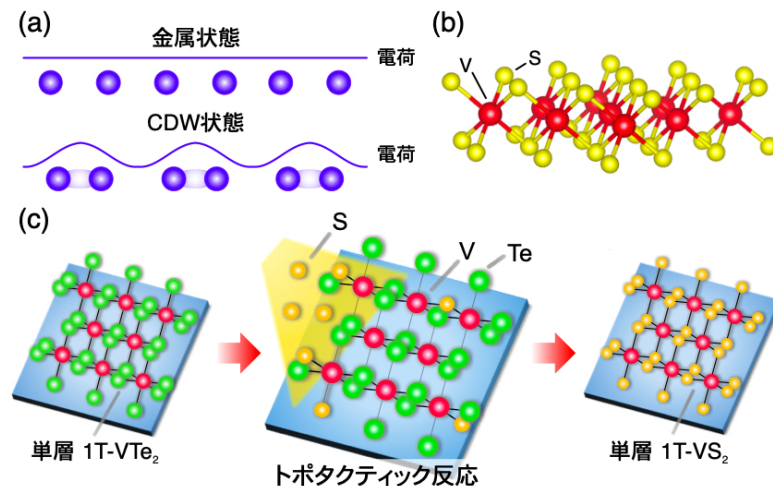 (a)
金属状態
電荷
CDW状態
電荷
(b)
V
S
(c)
S
V
Te
単層 1T-VTe₂
トポタクティック反応
単層 1T-VS₂